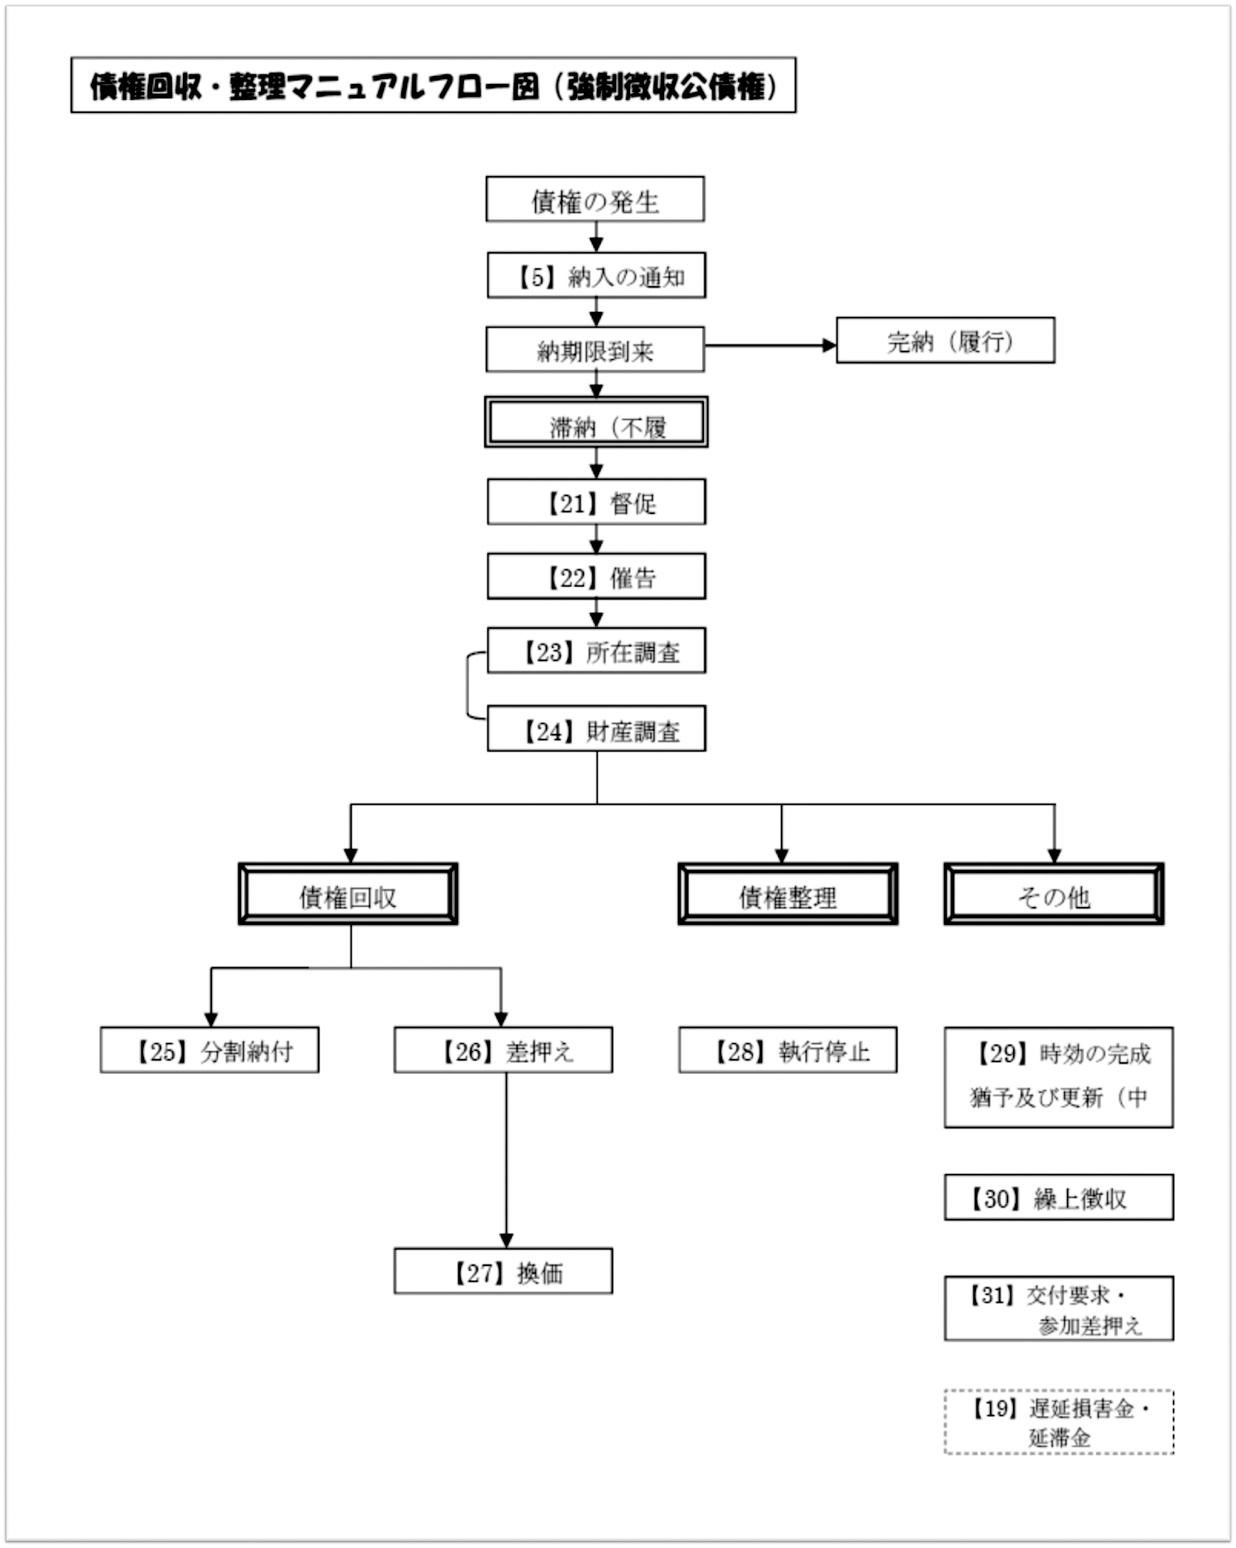 債権回収・整理マニュアルフロー図（強制徴収公債権）
債権の発生
【5】納入の通知
納期限到来
完納（履行）
滞納（不履
【21】督促
【22】催告
【23】所在調査
【24】財産調査
債権回収
債権整理
その他
【25】分割納付
【26】差押え
【28】執行停止
【29】時効の完成
猶予及び更新（中
【30】繰上徴収
【27】換価
【31】交付要求・
参加差押え
【19】遅延損害金・
延滞金